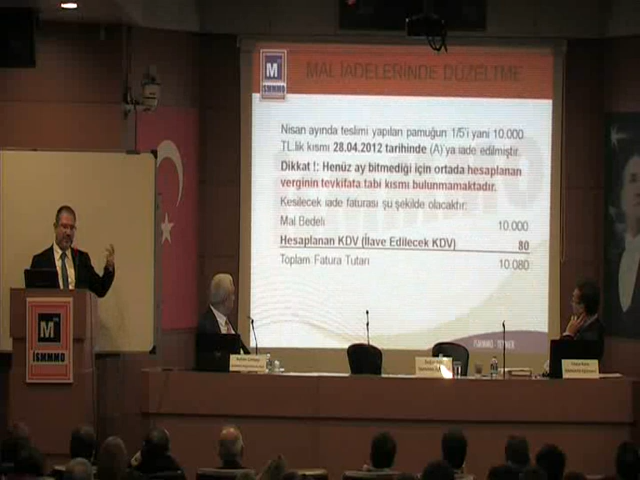 M
İSMMMO
MAL İADELERİNDE DÜZELTME
Nisan ayında teslimi yapılan pamuğun 1/5'i yani 10.000
TL.lik kısmı 28.04.2012 tarihinde (A)'ya iade edilmiştir.
Dikkat !: Henüz ay bitmediği için ortada hesaplanan
verginin tevkifata tabi kısmı bulunmamaktadır.
Kesilecek iade faturası şu şekilde olacaktır:
Mal Bedeli 10.000
Hesaplanan KDV (İlave Edilecek KDV) 80
Toplam Fatura Tutarı 10.080
M
İSMMMO